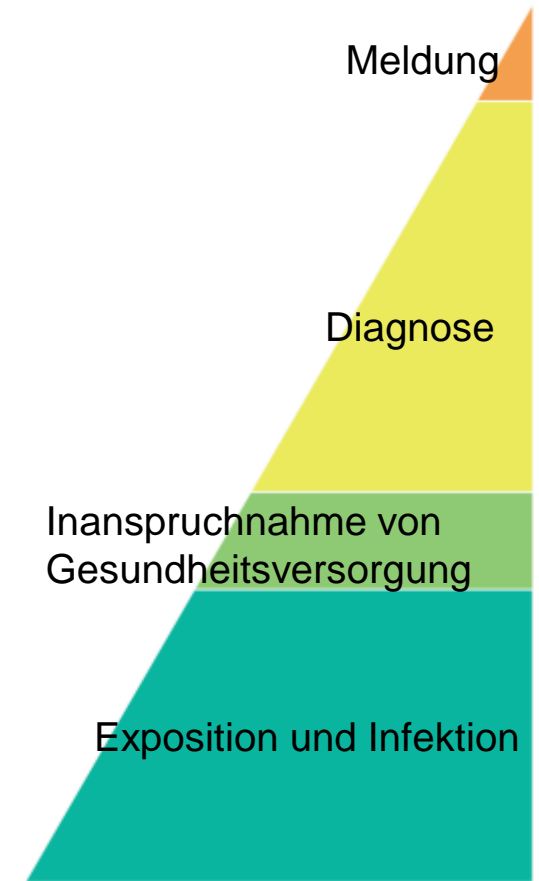 Meldung
Diagnose
Inanspruchnahme von
Gesundheitsversorgung
Exposition und Infektion